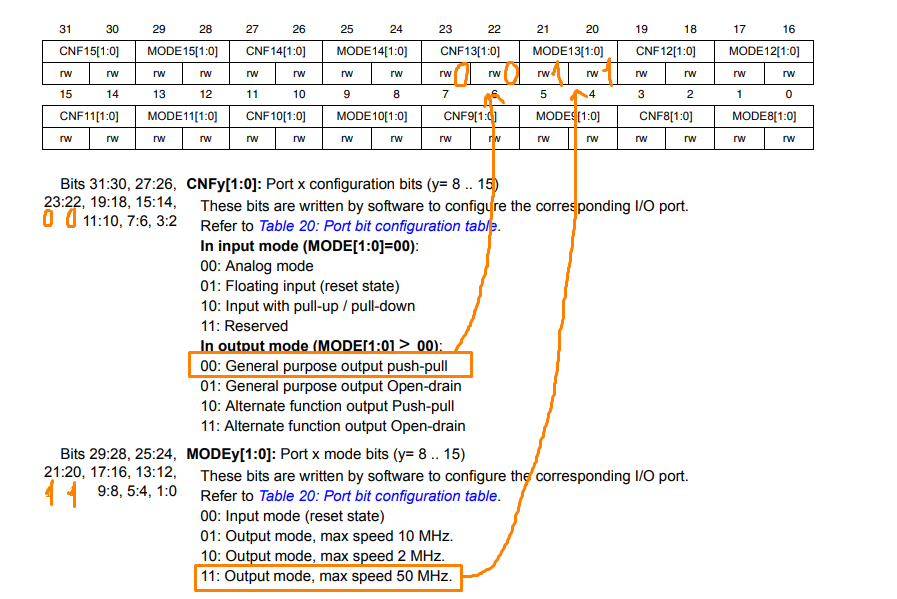 31 30 29 28 27 26 25 24 23 22 21 20 19 18 17 16
CNF15[1:0] MODE15[1:0] CNF14[1:0] MODE14[1:0] CNF13[1:0] MODE13[1:0] CNF12[1:0] MODE12[1:0]
rw rw rw rw rw rw rw rw rw 0 rw 0 rw 1 rw 1 rw rw rw rw
15 14 13 12 11 10 9 8 7 6 5 4 3 2 1 0
CNF11[1:0] MODE11[1:0] CNF10[1:0] MODE10[1:0] CNF9[1:0] MODE9[1:0] CNF8[1:0] MODE8[1:0]
rw rw rw rw rw rw rw rw rw rw rw rw rw rw rw rw
Bits 31:30, 27:26, CNFy[1:0]: Port x configuration bits (y= 8 .. 15)
23:22, 19:18, 15:14, These bits are written by software to configure the corresponding I/O port.
0 0 11:10, 7:6, 3:2 Refer to Table 20: Port bit configuration table.
In input mode (MODE[1:0]=00):
00: Analog mode
01: Floating input (reset state)
10: Input with pull-up / pull-down
11: Reserved
In output mode (MODE[1:0] > 00):
00: General purpose output push-pull
01: General purpose output Open-drain
10: Alternate function output Push-pull
11: Alternate function output Open-drain
Bits 29:28, 25:24, MODEy[1:0]: Port x mode bits (y= 8 .. 15)
21:20, 17:16, 13:12, These bits are written by software to configure the corresponding I/O port.
1 1 9:8, 5:4, 1:0 Refer to Table 20: Port bit configuration table.
00: Input mode (reset state)
01: Output mode, max speed 10 MHz.
10: Output mode, max speed 2 MHz.
11: Output mode, max speed 50 MHz.